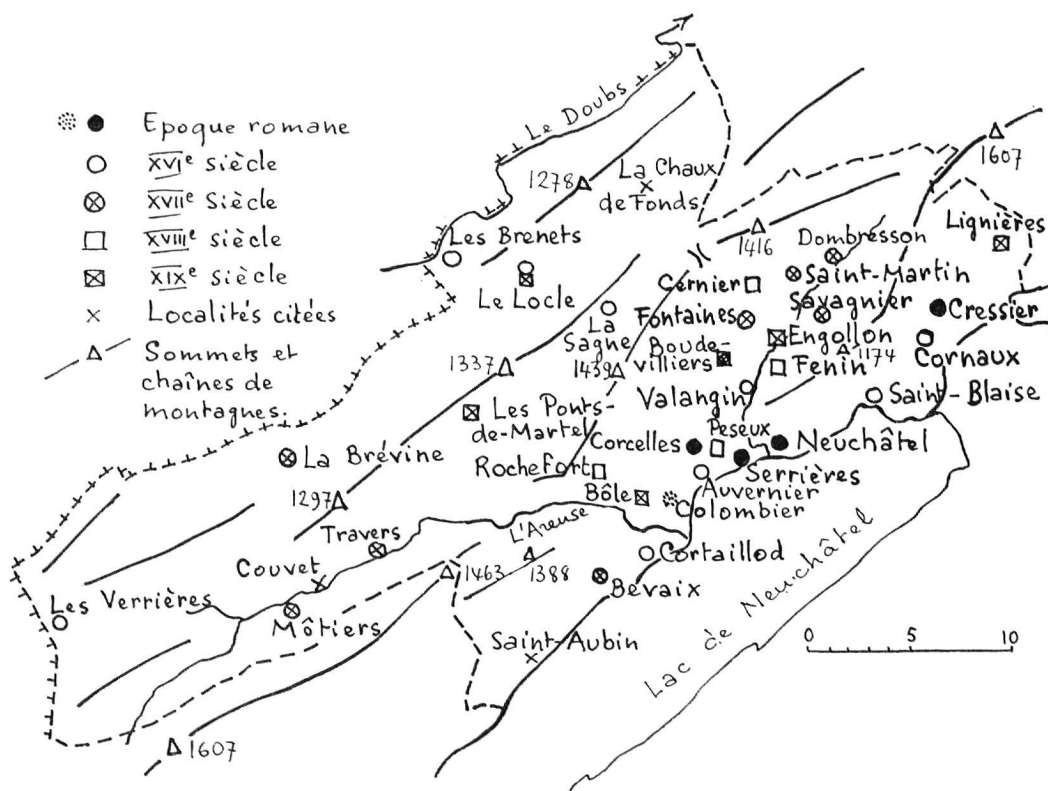 Epoque romane
XVIe siècle
XVIIe Siècle
XVIIIe siècle
XIXe siècle
Localités citées
Sommets et
chaînes de
montagnes.
Le Doubs
1278
La Chaux
de Fonds
1607
1416
Dombresson
Lignières
Les Brenets
Le Locle
Cernier
Saint-Martin
Savagnier
Fontaines
La
Sagne
Engollon
Cressier
Boude-
villiers
1174
Cornaux
Fenin
1337
1439
Valangin
Saint-Blaise
Les Ponts-
de-Martel
Corcelles
Peseux
Neuchâtel
La Brévine
Rochefort
Serrières
Auvernier
Bôle
Colombier
1297
Travers
L'Areuse
Cortaillod
Couvet
1463
1388
Bevaix
Les Verrières
Môtiers
Saint-Aubin
Lac de Neuchâtel
0 5 10
1607